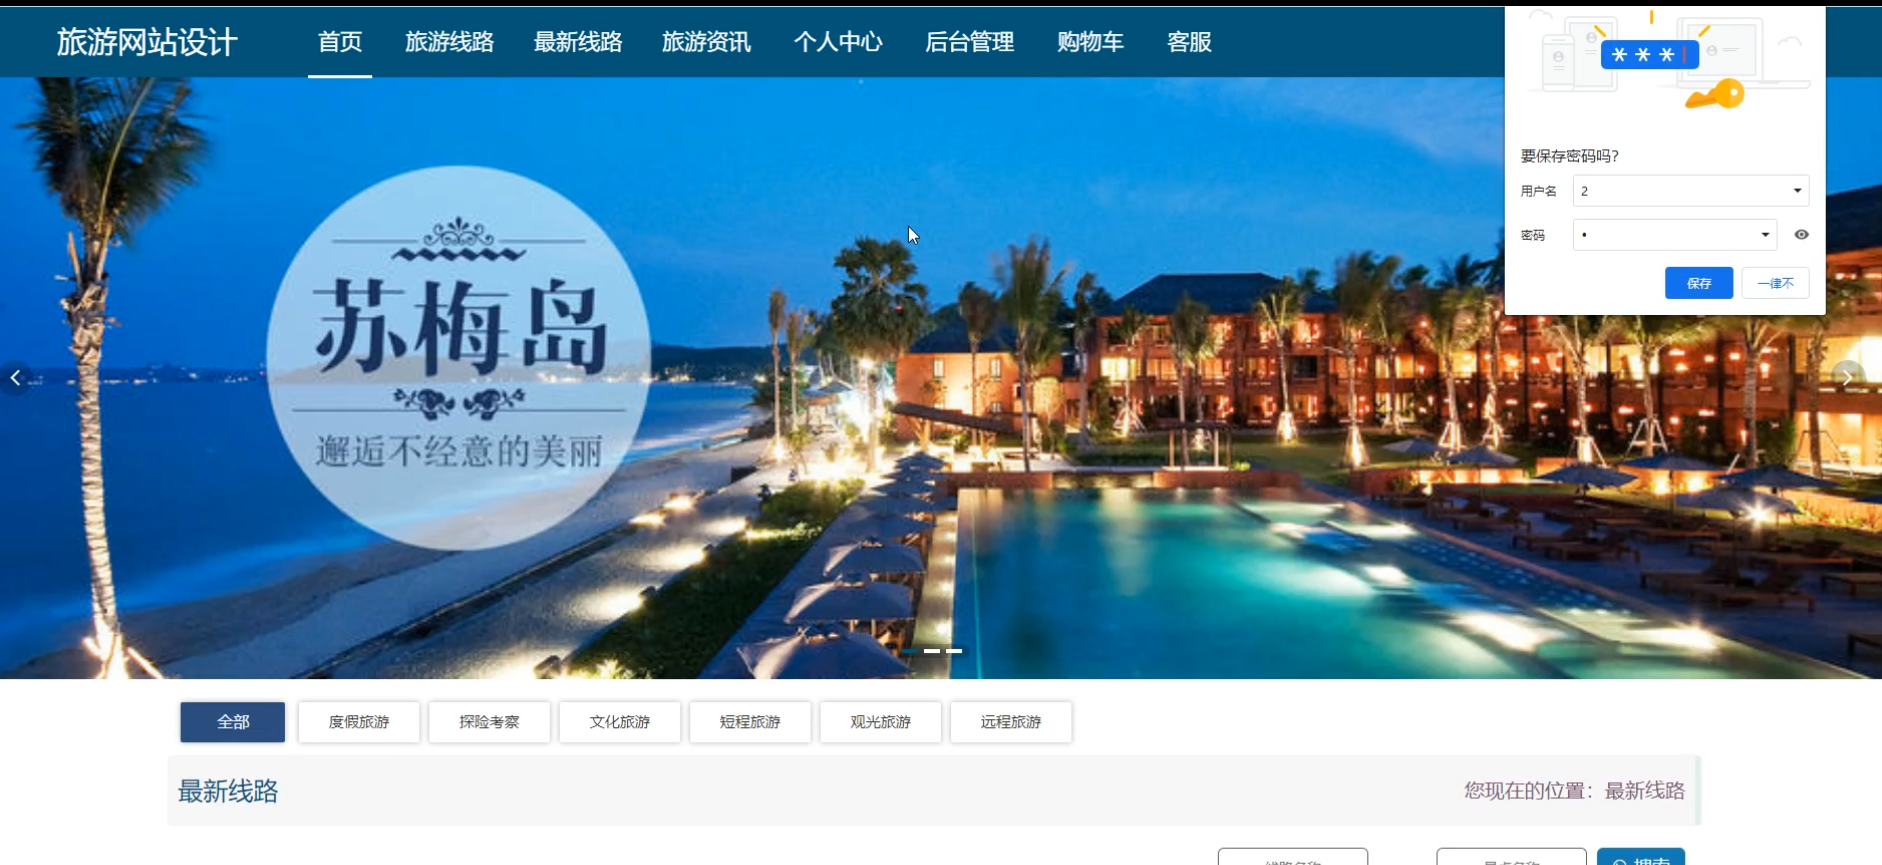 旅游网站设计 首页 旅游线路 最新线路 旅游资讯 个人中心 后台管理 购物车 客服
***
要保存密码吗?
用户名 2
密码 •
保存 一律不
苏梅岛
邂逅不经意的美丽
全部 度假旅游 探险考察 文化旅游 短程旅游 观光旅游 远程旅游
最新线路 您现在的位置：最新线路
搜索